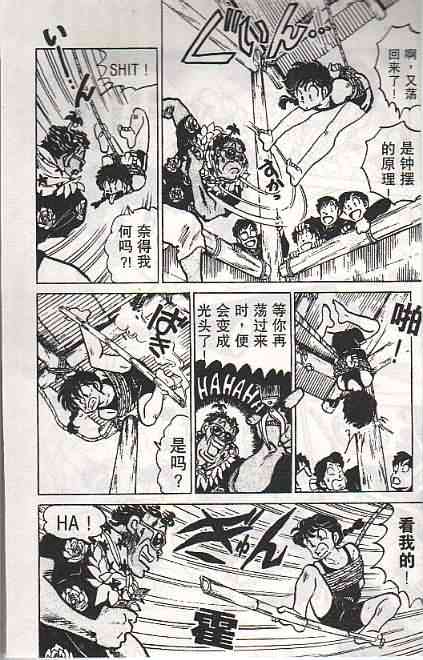 啊，又荡
回来了！
ぐいん…
是钟摆
的原理！
すかっ
い〜ん
SHIT！
奈得我
何吗?!
啪！
等你再
荡过来
时，便
会变成
光头了！
HAHAHA
ばき
是吗？
看我的！
ぎゅん
霍
HA！